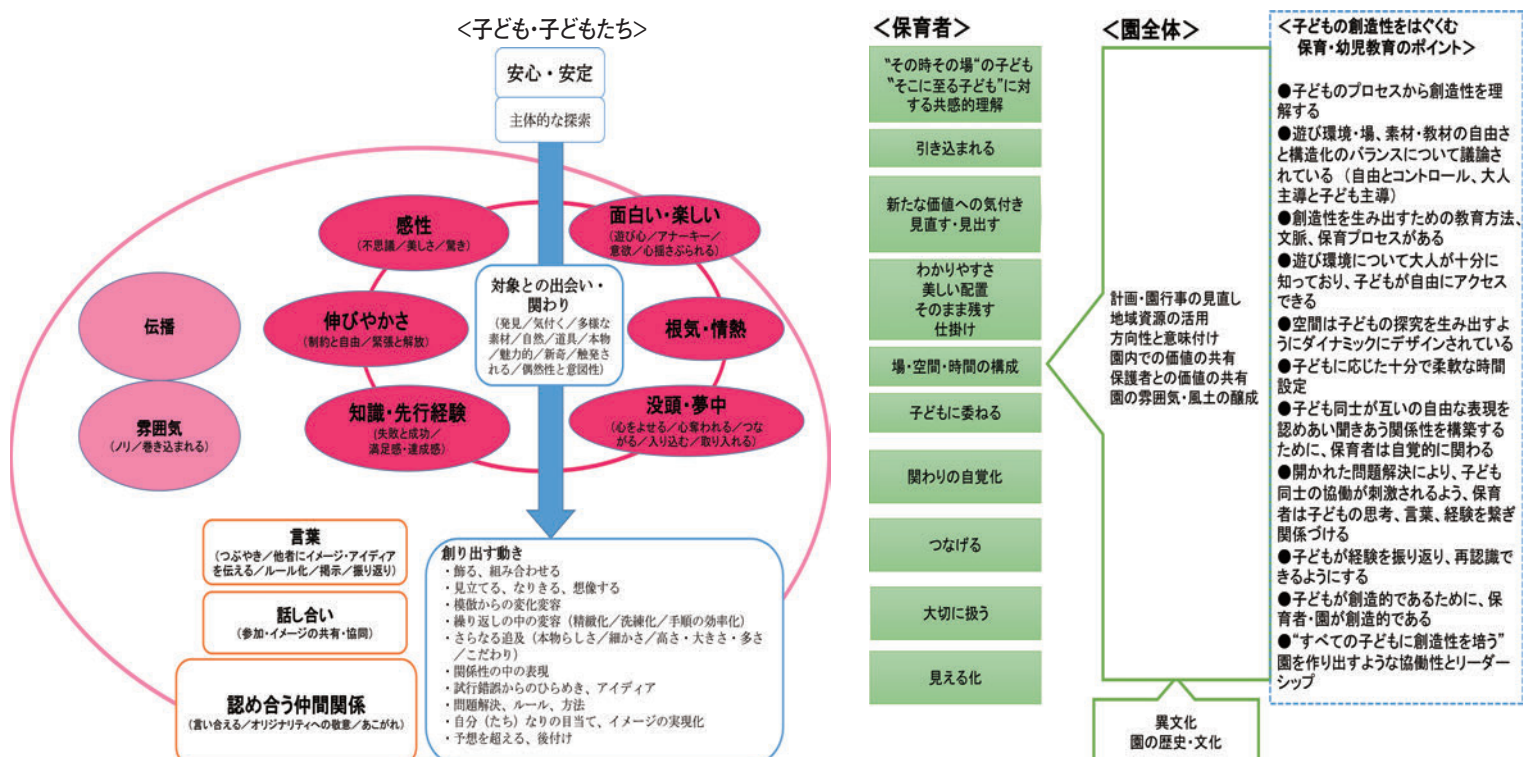 <子ども・子どもたち>
安心・安定
主体的な探索
感性
(不思議/美しさ/驚き)
面白い・楽しい
(遊び心/アナーキー/
意欲/心揺さぶられる)
対象との出会い・
関わり
(発見/気付く/多様な
素材/自然/道具/本物
/魅力的/新奇/触発さ
れる/偶然性と意図性)
伸びやかさ
(制約と自由/緊張と解放)
根気・情熱
知識・先行経験
(失敗と成功/
満足感・達成感)
没頭・夢中
(心をよせる/心奪われる/つな
がる/入り込む/取り入れる)
伝播
雰囲気
(ノリ/巻き込まれる)
言葉
(つぶやき/他者にイメージ・アイディア
を伝える/ルール化/掲示/振り返り)
話し合い
(参加・イメージの共有・協同)
認め合う仲間関係
(言い合える/オリジナリティへの敬意/あこがれ)
創り出す動き
・飾る、組み合わせる
・見立てる、なりきる、想像する
・模倣からの変化変容
・繰り返しの中の変容(精緻化/洗練化/手順の効率化)
・さらなる追及(本物らしさ/細かさ/高さ・大きさ・多さ
/こだわり)
・関係性の中の表現
・試行錯誤からのひらめき、アイディア
・問題解決、ルール、方法
・自分(たち)なりの目当て、イメージの実現化
・予想を超える、後付け
<保育者>
“その時その場“の子ども
“そこに至る子ども”に対
する共感的理解
引き込まれる
新たな価値への気付き
見直す・見出す
わかりやすさ
美しい配置
そのまま残す
仕掛け
場・空間・時間の構成
子どもに委ねる
関わりの自覚化
つなげる
大切に扱う
見える化
<園全体>
計画・園行事の見直し
地域資源の活用
方向性と意味付け
園内での価値の共有
保護者との価値の共有
園の雰囲気・風土の醸成
異文化
園の歴史・文化
<子どもの創造性をはぐくむ
保育・幼児教育のポイント>
●子どものプロセスから創造性を理
解する
●遊び環境・場、素材・教材の自由さ
と構造化のバランスについて議論さ
れている (自由とコントロール、大人
主導と子ども主導)
●創造性を生み出すための教育方法、
文脈、保育プロセスがある
●遊び環境について大人が十分に
知っており、子どもが自由にアクセス
できる
●空間は子どもの探究を生み出すよ
うにダイナミックにデザインされている
●子どもに応じた十分で柔軟な時間
設定
●子ども同士が互いの自由な表現を
認めあい聞きあう関係性を構築する
ために、保育者は自覚的に関わる
●開かれた問題解決により、子ども
同士の協働が刺激されるよう、保育
者は子どもの思考、言葉、経験を繋ぎ
関係づける
●子どもが経験を振り返り、再認識で
きるようにする
●子どもが創造的であるために、保
育者・園が創造的である
●“すべての子どもに創造性を培う”
園を作り出すような協働性とリーダー
シップ